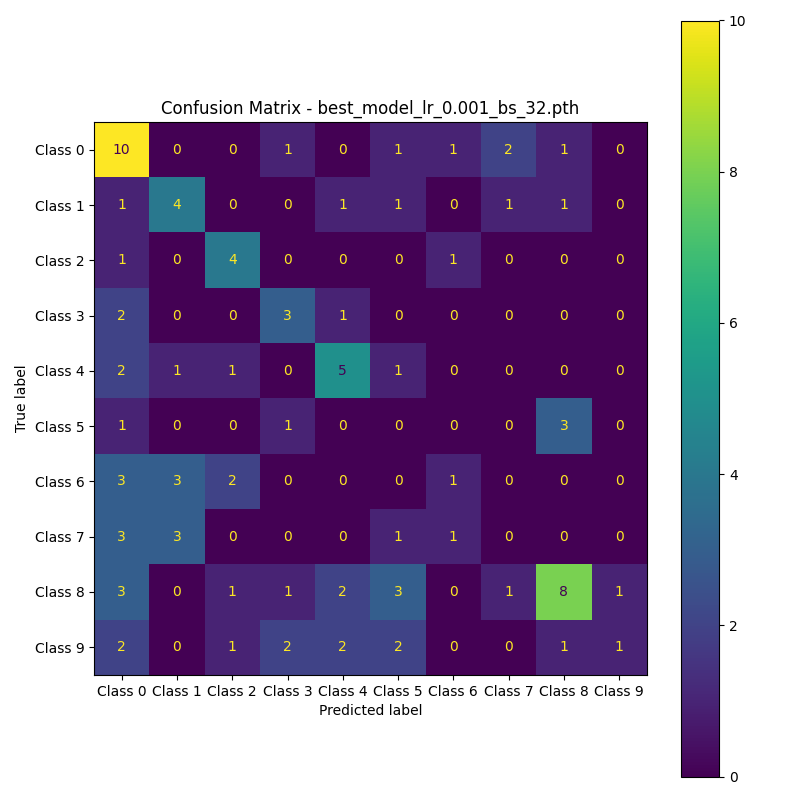 Confusion Matrix - best_model_lr_0.001_bs_32.pth
Class 0 10 0 0 1 0 1 1 2 1 0
Class 1 1 4 0 0 1 1 0 1 1 0
Class 2 1 0 4 0 0 0 1 0 0 0
Class 3 2 0 0 3 1 0 0 0 0 0
Class 4 2 1 1 0 5 1 0 0 0 0
Class 5 1 0 0 1 0 0 0 0 3 0
Class 6 3 3 2 0 0 0 1 0 0 0
Class 7 3 3 0 0 0 1 1 0 0 0
Class 8 3 0 1 1 2 3 0 1 8 1
Class 9 2 0 1 2 2 2 0 0 1 1
Class 0 Class 1 Class 2 Class 3 Class 4 Class 5 Class 6 Class 7 Class 8 Class 9
Predicted label
True label
10
8
6
4
2
0